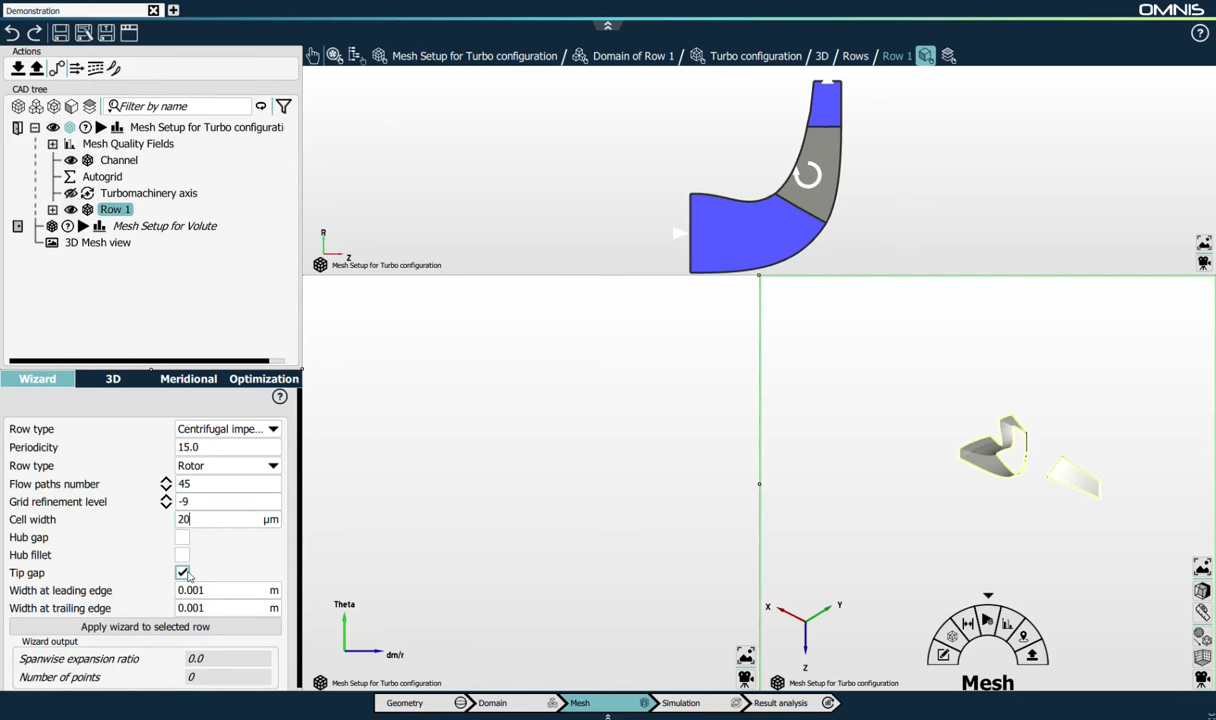 Demonstration
OMNIS
Actions
CAD tree
Filter by name
Mesh Setup for Turbo configurati
Mesh Quality Fields
Channel
Autogrid
Turbomachinery axis
Row 1
Mesh Setup for Volute
3D Mesh view
Mesh Setup for Turbo configuration / Domain of Row 1 / Turbo configuration / 3D / Rows / Row 1
R
Z
Mesh Setup for Turbo configuration
Wizard 3D Meridional Optimization
Row type Centrifugal impe...
Periodicity 15.0
Row type Rotor
Flow paths number 45
Grid refinement level -9
Cell width 20 µm
Hub gap
Hub fillet
Tip gap
Width at leading edge 0.001 m
Width at trailing edge 0.001 m
Apply wizard to selected row
Wizard output
Spanwise expansion ratio 0.0
Number of points 0
Theta
dm/r
Mesh Setup for Turbo configuration
X
Y
Z
Mesh Setup for Turbo configuration
Mesh
Geometry Domain Mesh Simulation Result analysis